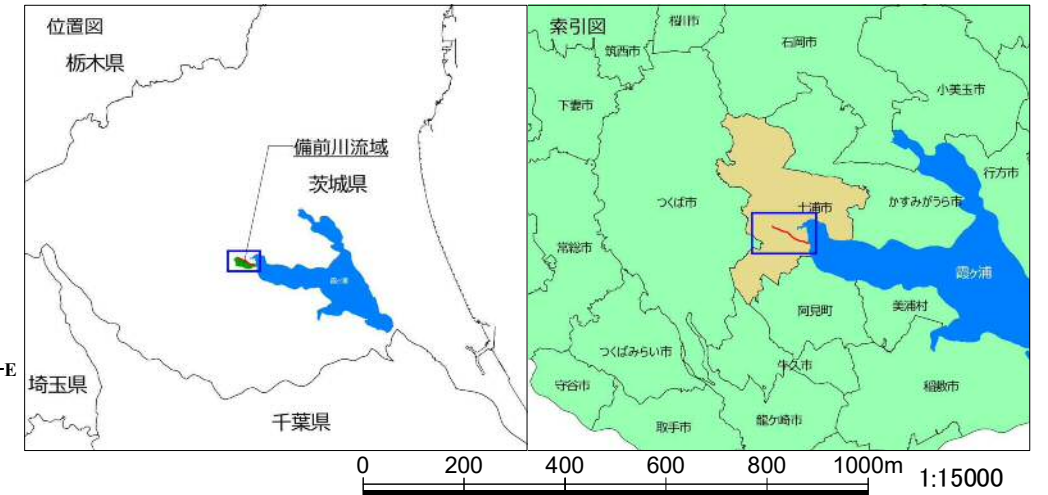 位置図
栃木県
備前川流域
茨城県
霞ヶ浦
埼玉県
千葉県
E
索引図
桜川市
筑西市
石岡市
下妻市
小美玉市
行方市
つくば市
土浦市
かすみがうら市
常総市
霞ヶ浦
阿見町
美浦村
つくばみらい市
牛久市
守谷市
稲敷市
龍ケ崎市
取手市
0 200 400 600 800 1000m 1:15000